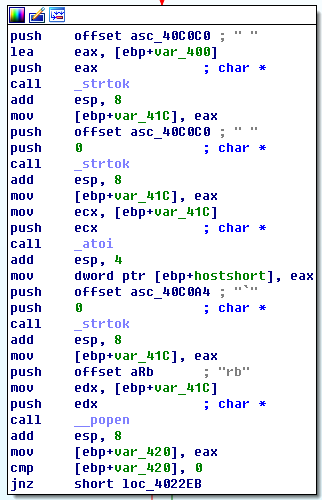 push offset asc_40C0C0 ; " "
lea eax, [ebp+var_400]
push eax ; char *
call _strtok
add esp, 8
mov [ebp+var_41C], eax
push offset asc_40C0C0 ; " "
push 0 ; char *
call _strtok
add esp, 8
mov [ebp+var_41C], eax
mov ecx, [ebp+var_41C]
push ecx ; char *
call _atoi
add esp, 4
mov dword ptr [ebp+hostshort], eax
push offset asc_40C0A4 ; "`"
push 0 ; char *
call _strtok
add esp, 8
mov [ebp+var_41C], eax
push offset aRb ; "rb"
mov edx, [ebp+var_41C]
push edx ; char *
call __popen
add esp, 8
mov [ebp+var_420], eax
cmp [ebp+var_420], 0
jnz short loc_4022EB